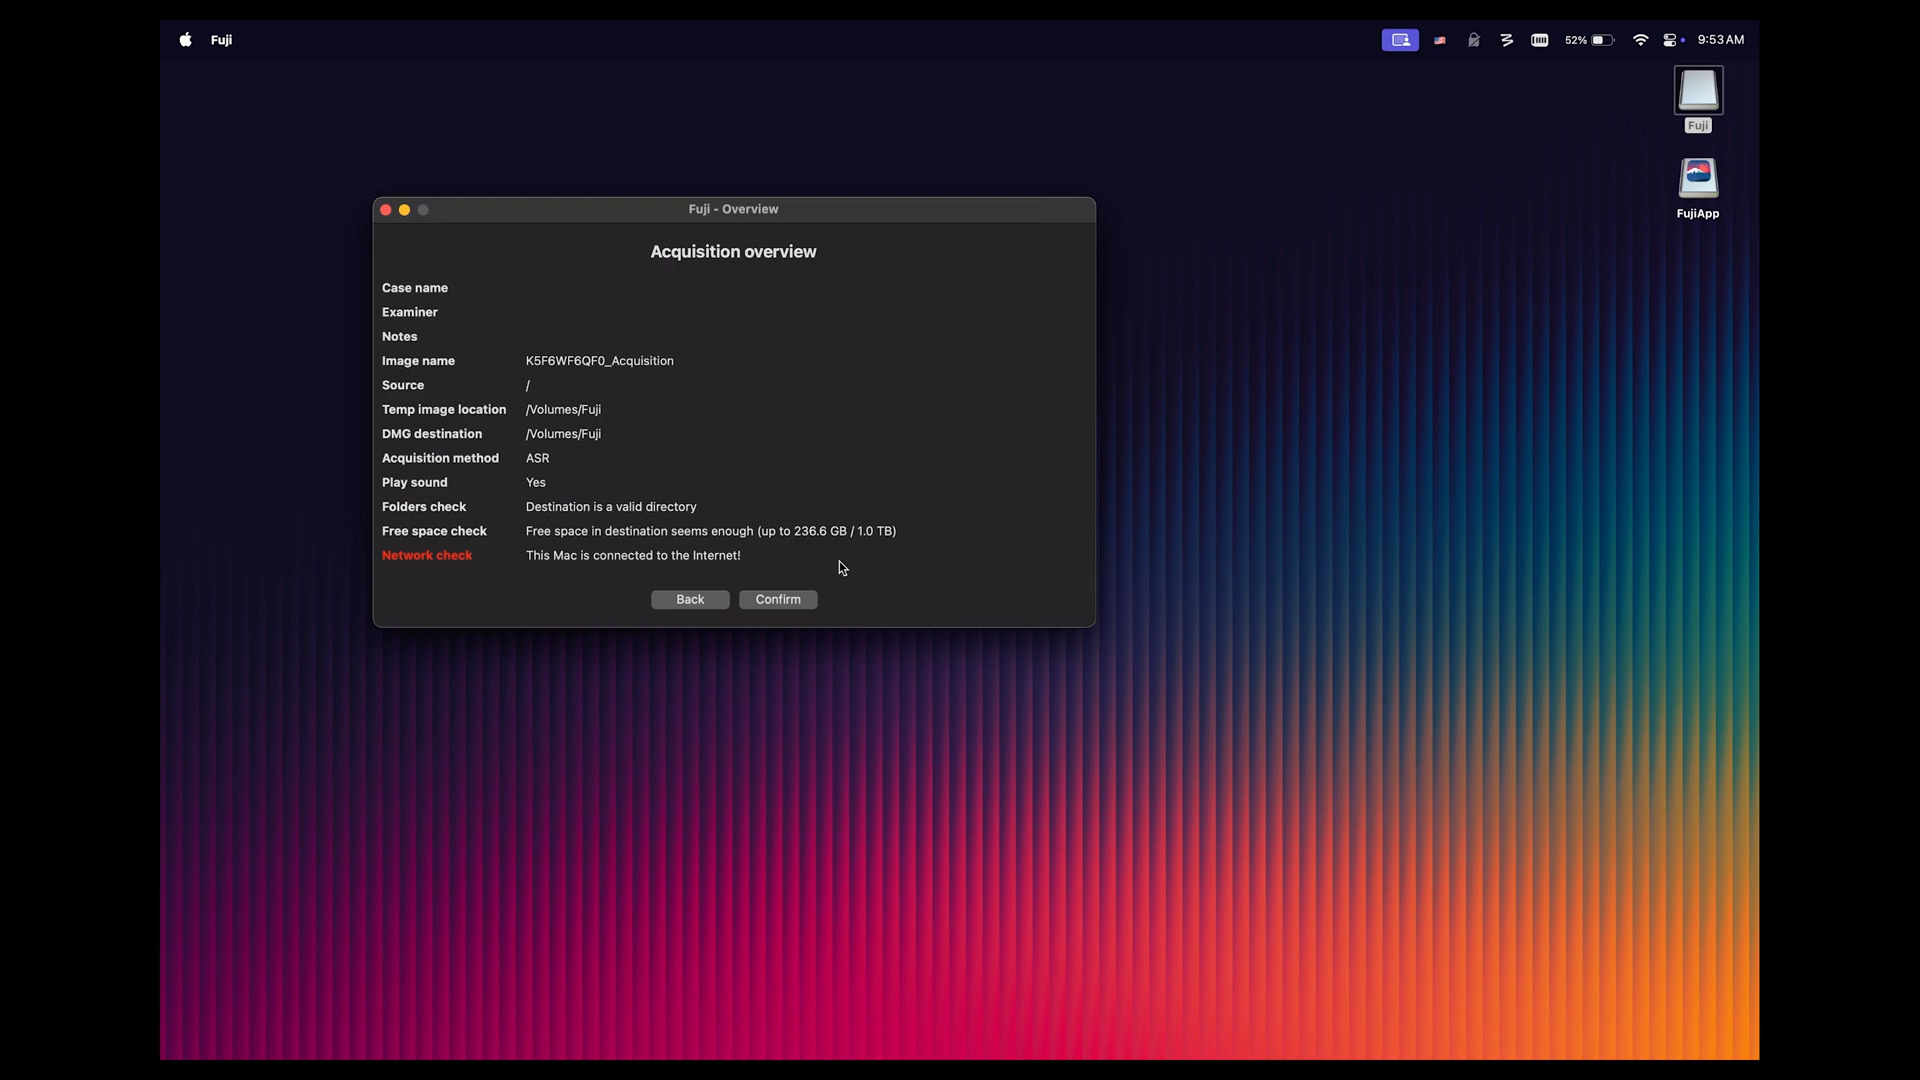 Fuji
52%
9:53 AM
Fuji
FujiApp
Fuji - Overview
Acquisition overview
Case name
Examiner
Notes
Image name K5F6WF6QF0_Acquisition
Source /
Temp image location /Volumes/Fuji
DMG destination /Volumes/Fuji
Acquisition method ASR
Play sound Yes
Folders check Destination is a valid directory
Free space check Free space in destination seems enough (up to 236.6 GB / 1.0 TB)
Network check This Mac is connected to the Internet!
Back Confirm